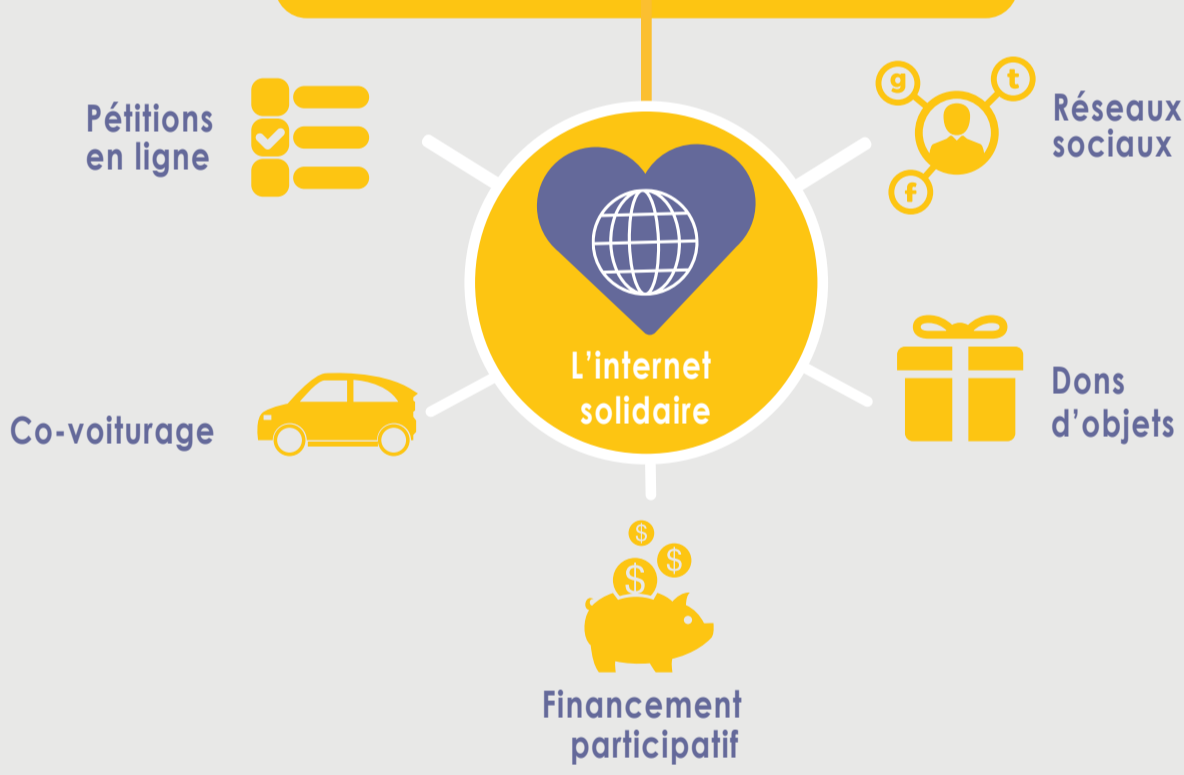 Pétitions
en ligne
g
t
f
Réseaux
sociaux
L'internet
solidaire
Co-voiturage
Dons
d'objets
$
$
$
Financement
participatif